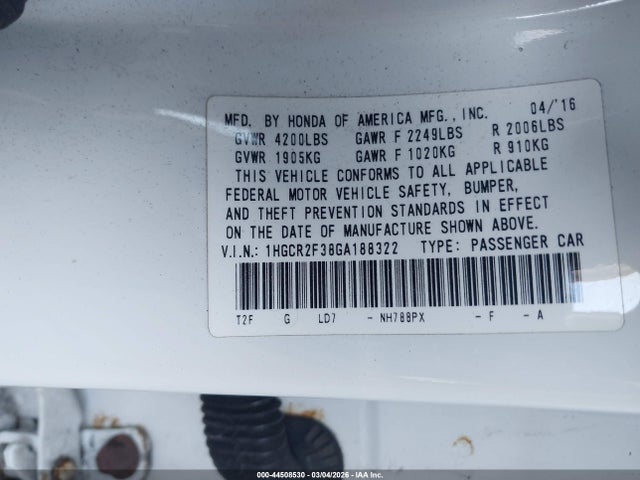 MFD. BY HONDA OF AMERICA MFG., INC. 04/'16
GVWR 4200LBS GAWR F 2249LBS R 2006LBS
GVWR 1905KG GAWR F 1020KG R 910KG
THIS VEHICLE CONFORMS TO ALL APPLICABLE
FEDERAL MOTOR VEHICLE SAFETY, BUMPER,
AND THEFT PREVENTION STANDARDS IN EFFECT
ON THE DATE OF MANUFACTURE SHOWN ABOVE.
V.I.N.: 1HGCR2F38GA188322 TYPE: PASSENGER CAR
T2F G LD7 - NH788PX - F - A
000-44508530 - 03/04/2026 - IAA Inc.